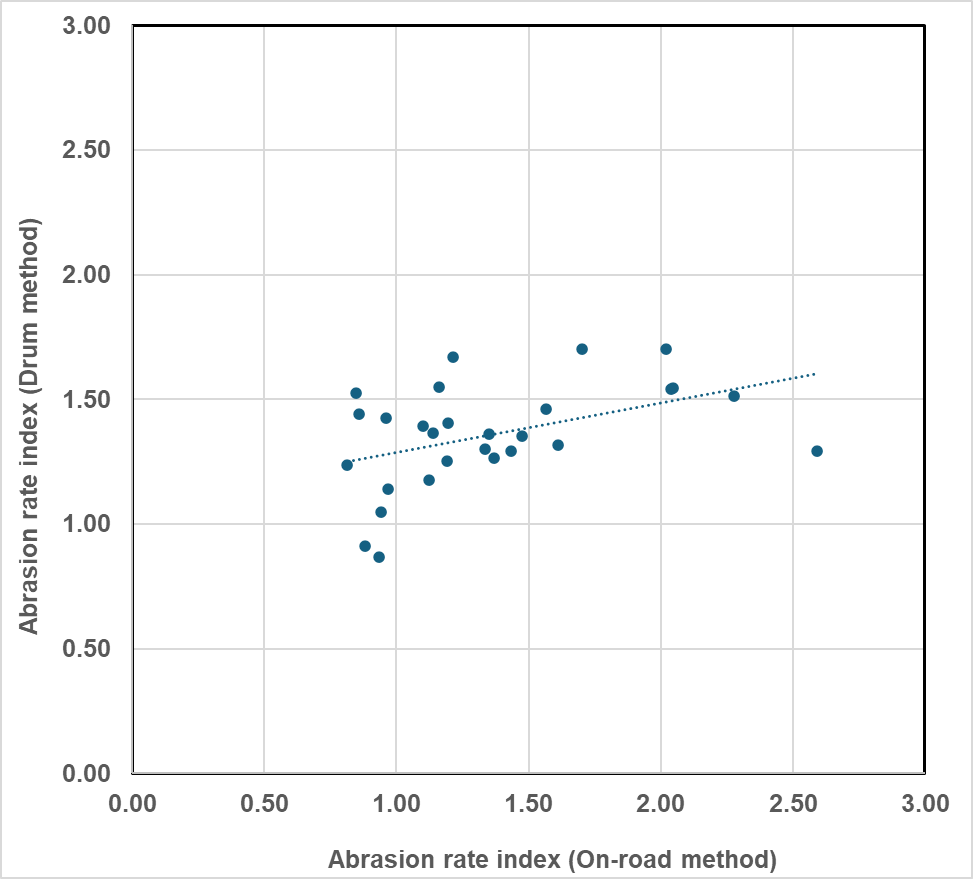 3.00
2.50
2.00
1.50
1.00
0.50
0.00
Abrasion rate index (Drum method)
0.00 0.50 1.00 1.50 2.00 2.50 3.00
Abrasion rate index (On-road method)